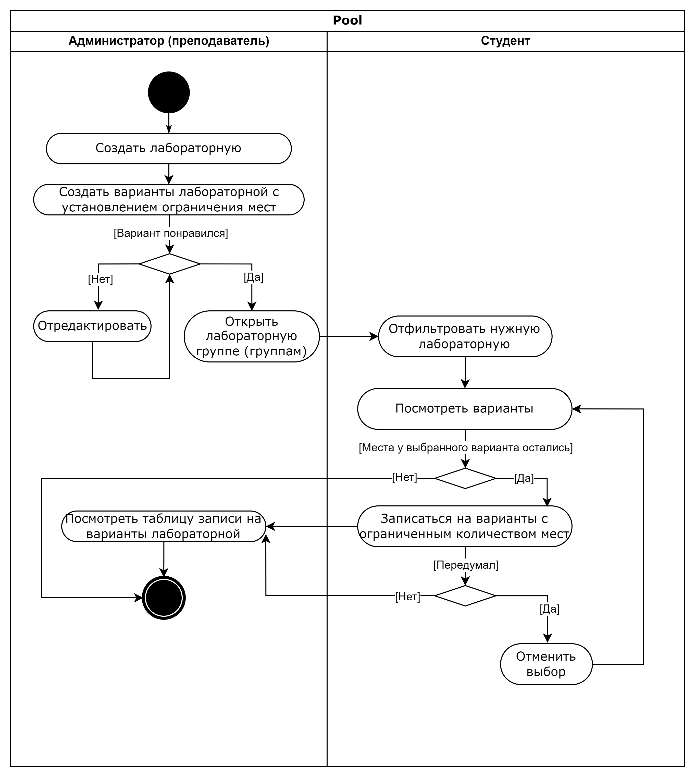 Pool
Администратор (преподаватель)
Студент
Создать лабораторную
Создать варианты лабораторной с
установлением ограничения мест
[Вариант понравился]
[Нет]
[Да]
Отредактировать
Открыть
лабораторную
группе (группам)
Отфильтровать нужную
лабораторную
Посмотреть варианты
[Места у выбранного варианта остались]
[Нет]
[Да]
Посмотреть таблицу записи на
варианты лабораторной
Записаться на варианты с
ограниченным количеством мест
[Передумал]
[Нет]
[Да]
Отменить
выбор